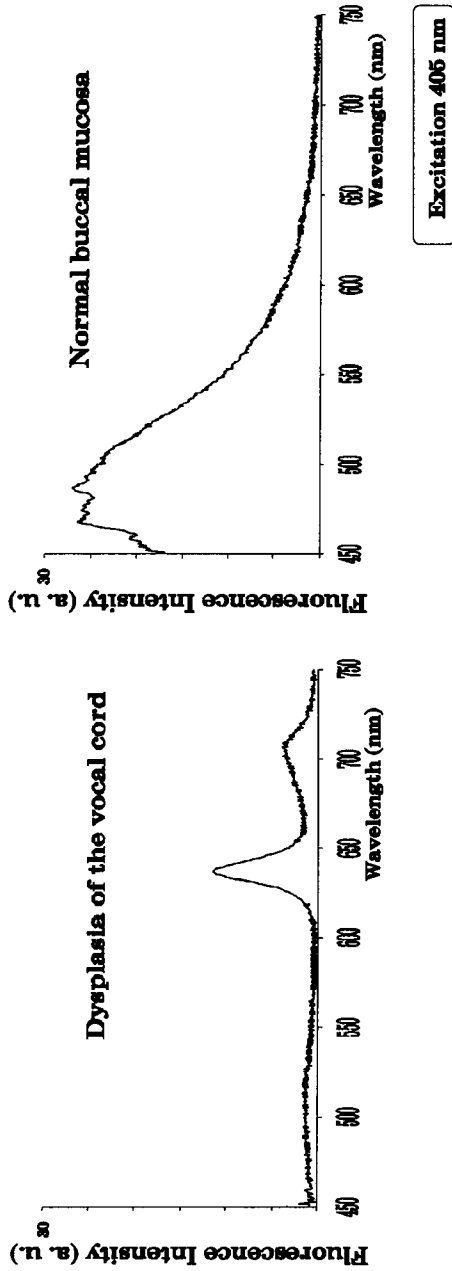 Dysplasia of the vocal cord
Fluorescence Intensity (a. u.)
30
450 500 550 600 650 700 750
Wavelength (nm)
Normal buccal mucosa
Fluorescence Intensity (a. u.)
30
450 500 550 600 650 700 750
Wavelength (nm)
Excitation 405 nm